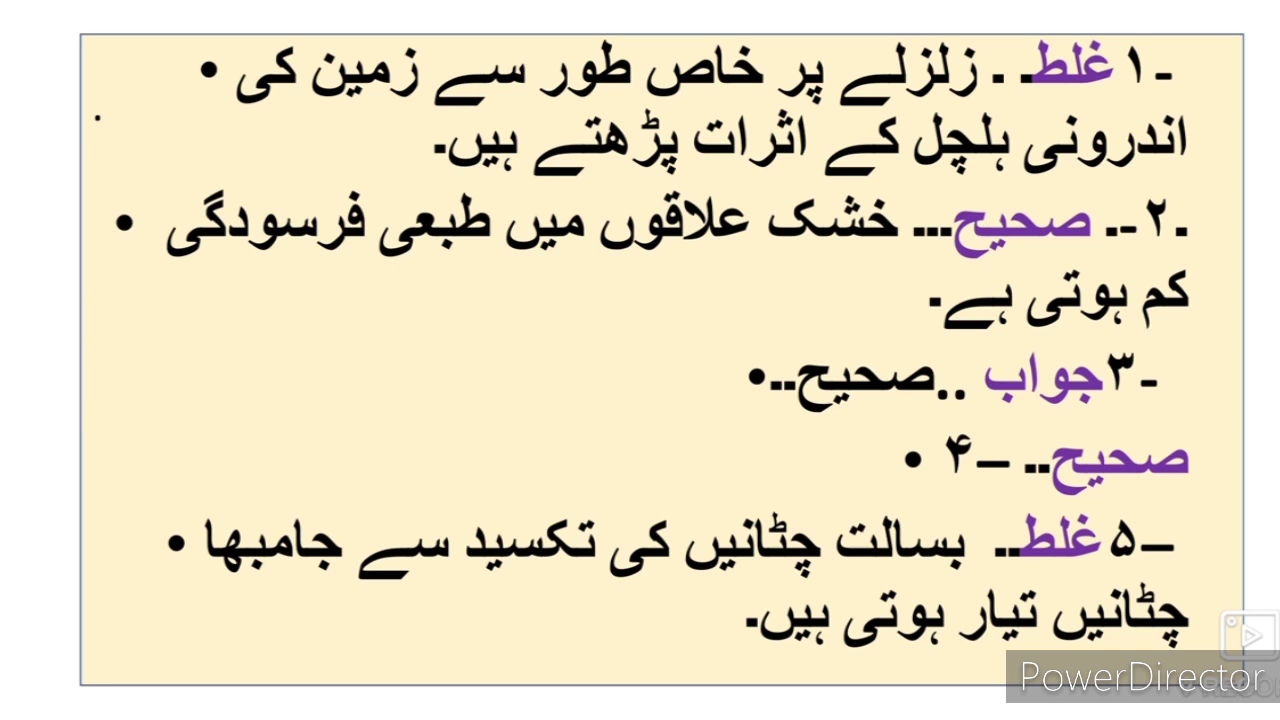 -۱ غلط۔ . زلزلے پر خاص طور سے زمین کی •
اندرونی ہلچل کے اثرات پڑھتے ہیں۔
.۲-۔ صحیح... خشک علاقوں میں طبعی فرسودگی •
کم ہوتی ہے۔
-۳جواب ..صحیح۔۔•
صحیح۔۔ –۴ •
–۵غلط۔۔ بسالت چٹانیں کی تکسید سے جامبھا •
چٹانیں تیار ہوتی ہیں۔
PowerDirector